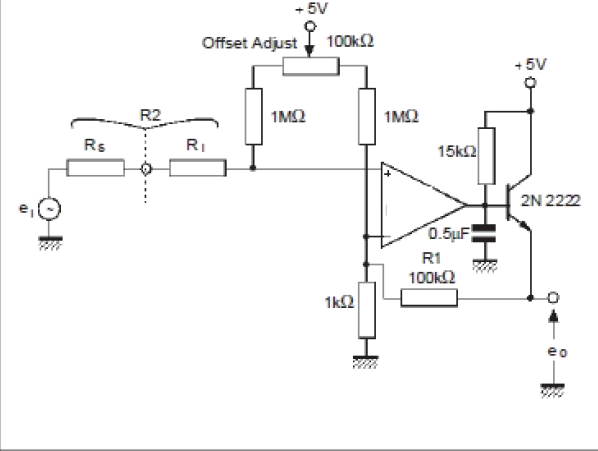 + 5V
Offset Adjust 100kΩ
+ 5V
R2
1MΩ
1MΩ
Rs
RI
15kΩ
+
2N 2222
eI
~
-
0.5µF
R1
100kΩ
1kΩ
eo